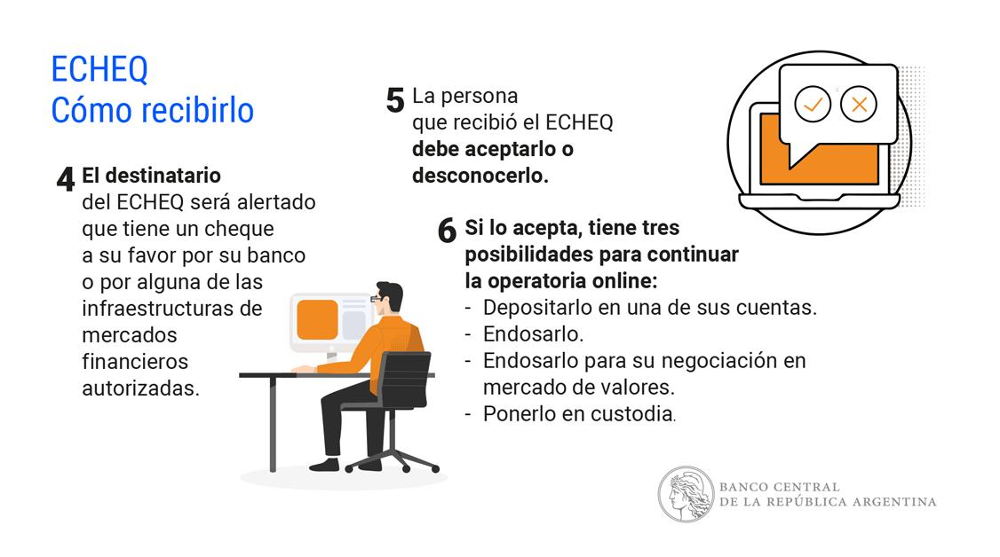 ECHEQ
Cómo recibirlo
4 El destinatario
del ECHEQ será alertado
que tiene un cheque
a su favor por su banco
o por alguna de las
infraestructuras de
mercados
financieros
autorizadas.
5 La persona
que recibió el ECHEQ
debe aceptarlo o
desconocerlo.
6 Si lo acepta, tiene tres
posibilidades para continuar
la operatoria online:
- Depositarlo en una de sus cuentas.
- Endosarlo.
- Endosarlo para su negociación en
mercado de valores.
- Ponerlo en custodia.
BANCO CENTRAL
DE LA REPÚBLICA ARGENTINA